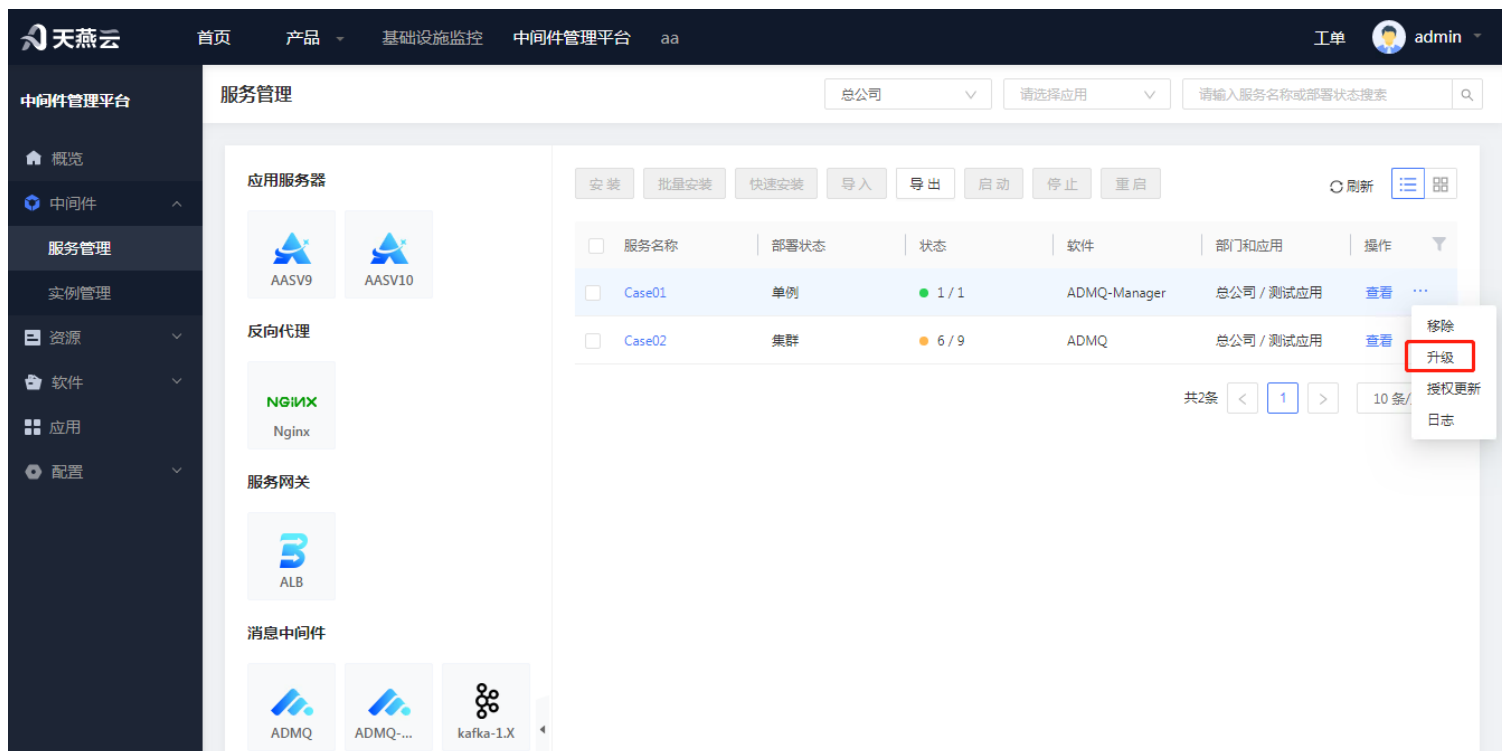 天燕云 首页 产品 基础设施监控 中间件管理平台 aa 工单 admin
中间件管理平台
概览
中间件
服务管理
实例管理
资源
软件
应用
配置
服务管理 总公司 请选择应用 请输入服务名称或部署状态搜索
应用服务器
AASV9 AASV10
反向代理
NGINX
Nginx
服务网关
ALB
消息中间件
ADMQ ADMQ-... kafka-1.X
安装 批量安装 快速安装 导入 导出 启动 停止 重启 刷新
服务名称 部署状态 状态 软件 部门和应用 操作
Case01 单例 1 / 1 ADMQ-Manager 总公司 / 测试应用 查看 ...
Case02 集群 6 / 9 ADMQ 总公司 / 测试应用 查看
共2条 < 1 > 10 条/
移除
升级
授权更新
日志